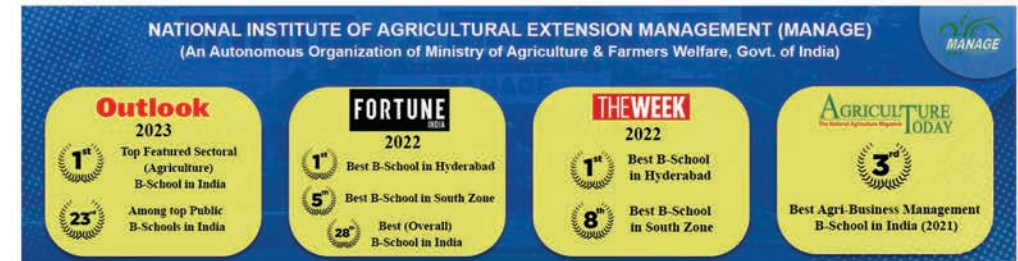 NATIONAL INSTITUTE OF AGRICULTURAL EXTENSION MANAGEMENT (MANAGE)
(An Autonomous Organization of Ministry of Agriculture & Farmers Welfare, Govt. of India)
MANAGE
Outlook
2023
1st
Top Featured Sectoral
(Agriculture)
B-School in India
23rd
Among top Public
B-Schools in India
FORTUNE
INDIA
2022
1st
Best B-School in Hyderabad
5th
Best B-School in South Zone
28th
Best (Overall)
B-School in India
THE WEEK
2022
1st
Best B-School
in Hyderabad
8th
Best B-School
in South Zone
AGRICULTURE
The National Agriculture Magazine
TODAY
3rd
Best Agri-Business Management
B-School in India (2021)